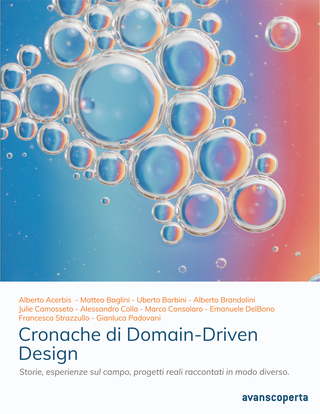 Alberto Acerbis - Matteo Baglini - Uberto Barbini - Alberto Brandolini
Julie Camosseto - Alessandro Colla - Marco Consolaro - Emanuele DelBono
Francesco Strazzullo - Gianluca Padovani
Cronache di Domain-Driven
Design
Storie, esperienze sul campo, progetti reali raccontati in modo diverso.
avanscoperta